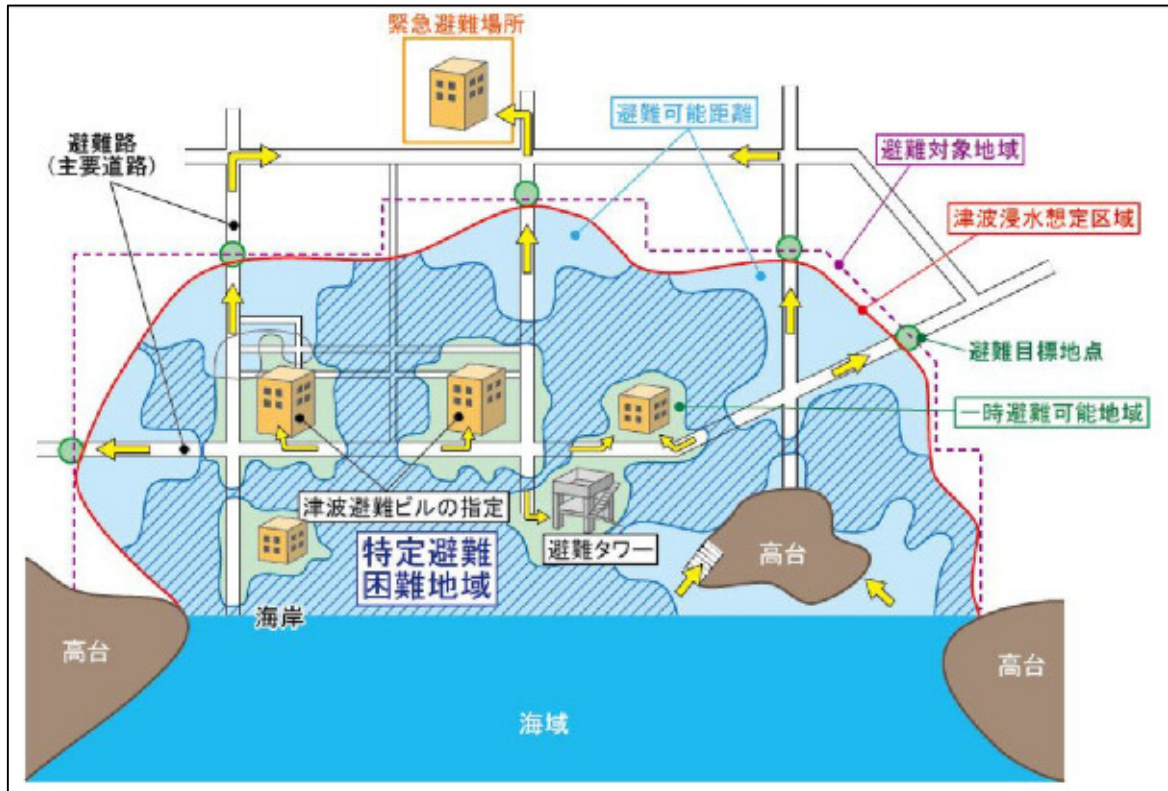 緊急避難場所
避難可能距離
避難路
(主要道路)
避難対象地域
津波浸水想定区域
避難目標地点
一時避難可能地域
津波避難ビルの指定
特定避難
困難地域
避難タワー
高台
海岸
高台
高台
海域